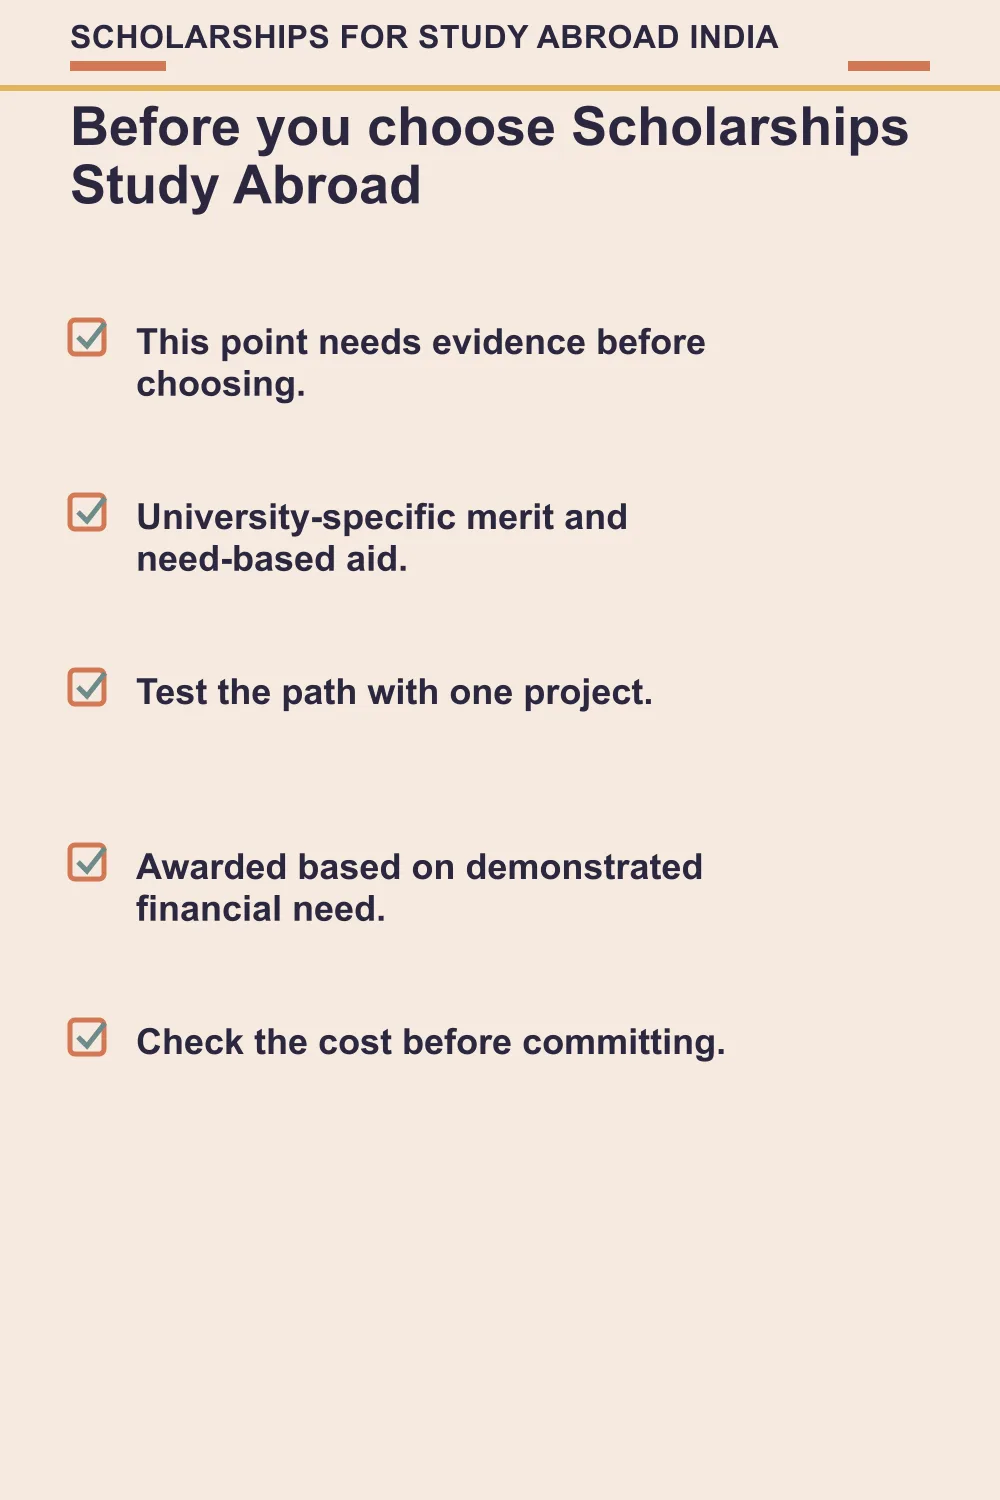 SCHOLARSHIPS FOR STUDY ABROAD INDIA
Before you choose Scholarships
Study Abroad
This point needs evidence before
choosing.
University-specific merit and
need-based aid.
Test the path with one project.
Awarded based on demonstrated
financial need.
Check the cost before committing.